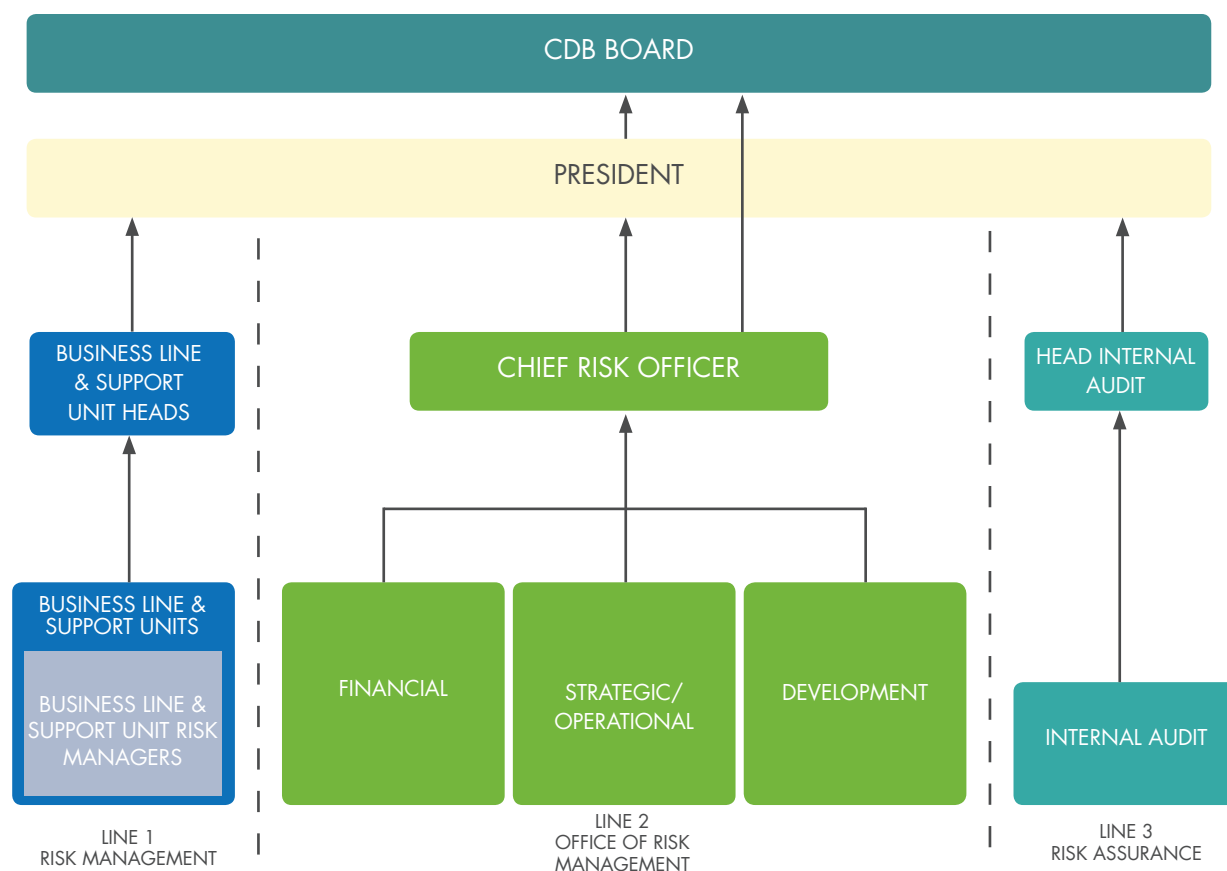 CDB BOARD
PRESIDENT
BUSINESS LINE
& SUPPORT
UNIT HEADS
CHIEF RISK OFFICER
HEAD INTERNAL
AUDIT
BUSINESS LINE &
SUPPORT UNITS
BUSINESS LINE &
SUPPORT UNIT RISK
MANAGERS
FINANCIAL
STRATEGIC/
OPERATIONAL
DEVELOPMENT
INTERNAL AUDIT
LINE 1
RISK MANAGEMENT
LINE 2
OFFICE OF RISK
MANAGEMENT
LINE 3
RISK ASSURANCE